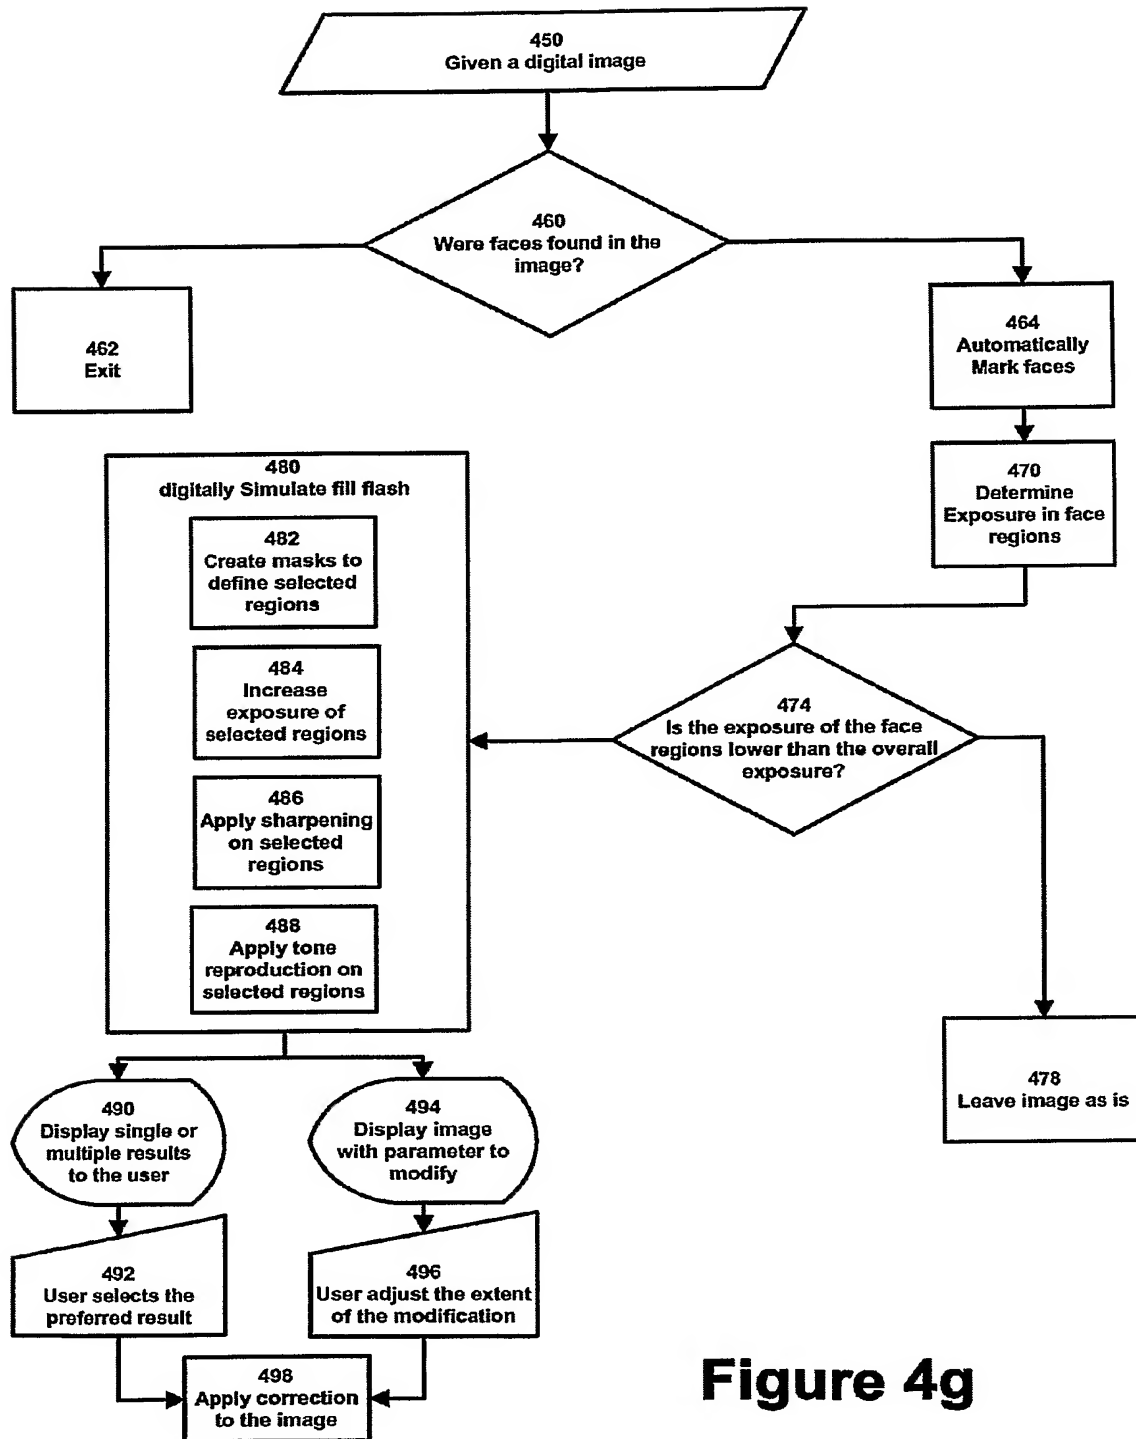 450
Given a digital image
460
Were faces found in the
image?
462
Exit
464
Automatically
Mark faces
470
Determine
Exposure in face
regions
474
Is the exposure of the face
regions lower than the overall
exposure?
478
Leave image as is
480
digitally Simulate fill flash
482
Create masks to
define selected
regions
484
Increase
exposure of
selected regions
486
Apply sharpening
on selected
regions
488
Apply tone
reproduction on
selected regions
490
Display single or
multiple results
to the user
494
Display image
with parameter to
modify
492
User selects the
preferred result
496
User adjust the extent
of the modification
498
Apply correction
to the image
Figure 4g